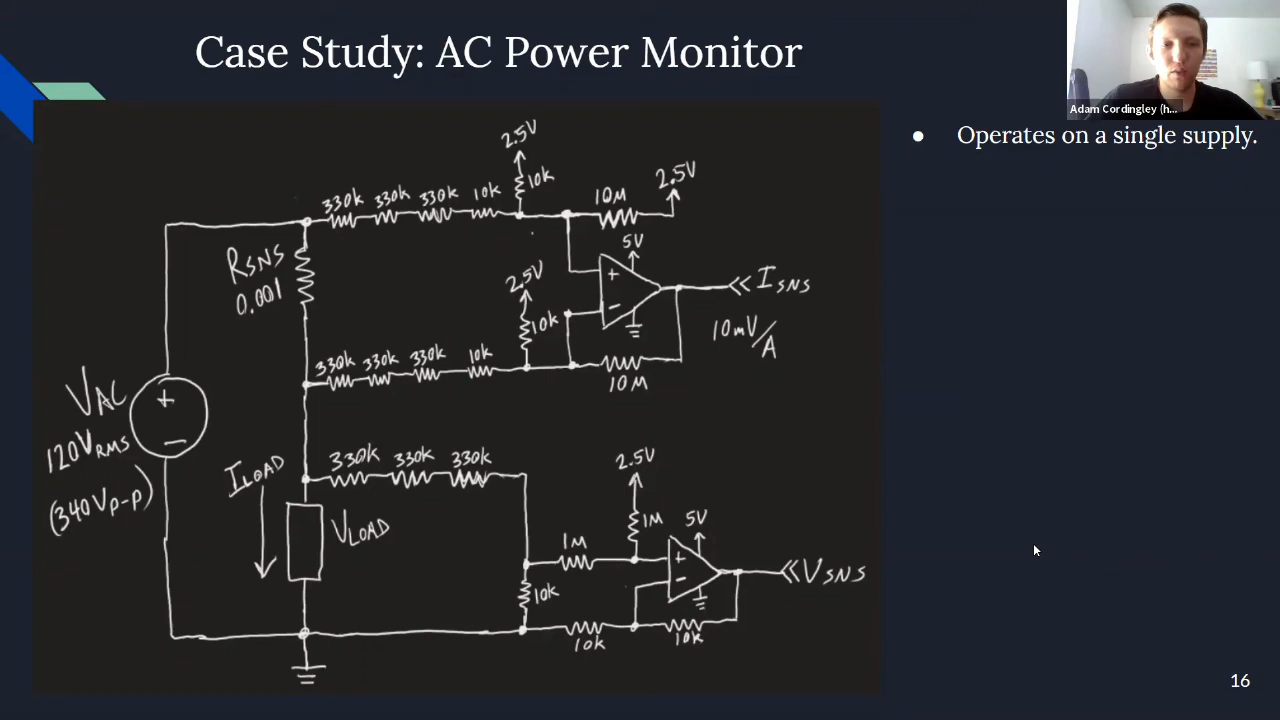 Case Study: AC Power Monitor
Adam Cordingley (h...
Operates on a single supply.
2.5V
10k
330k 330k 330k 10k
10M
2.5V
RSNS
0.001
5V
+
-
ISNS
10mV/A
2.5V
10k
330k 330k 330k 10k
10M
VAC
120VRMS
(340Vp-p)
+
-
ILOAD
330k 330k 330k
VLOAD
2.5V
1M
1M
5V
+
-
VSNS
10k
10k
10k
16